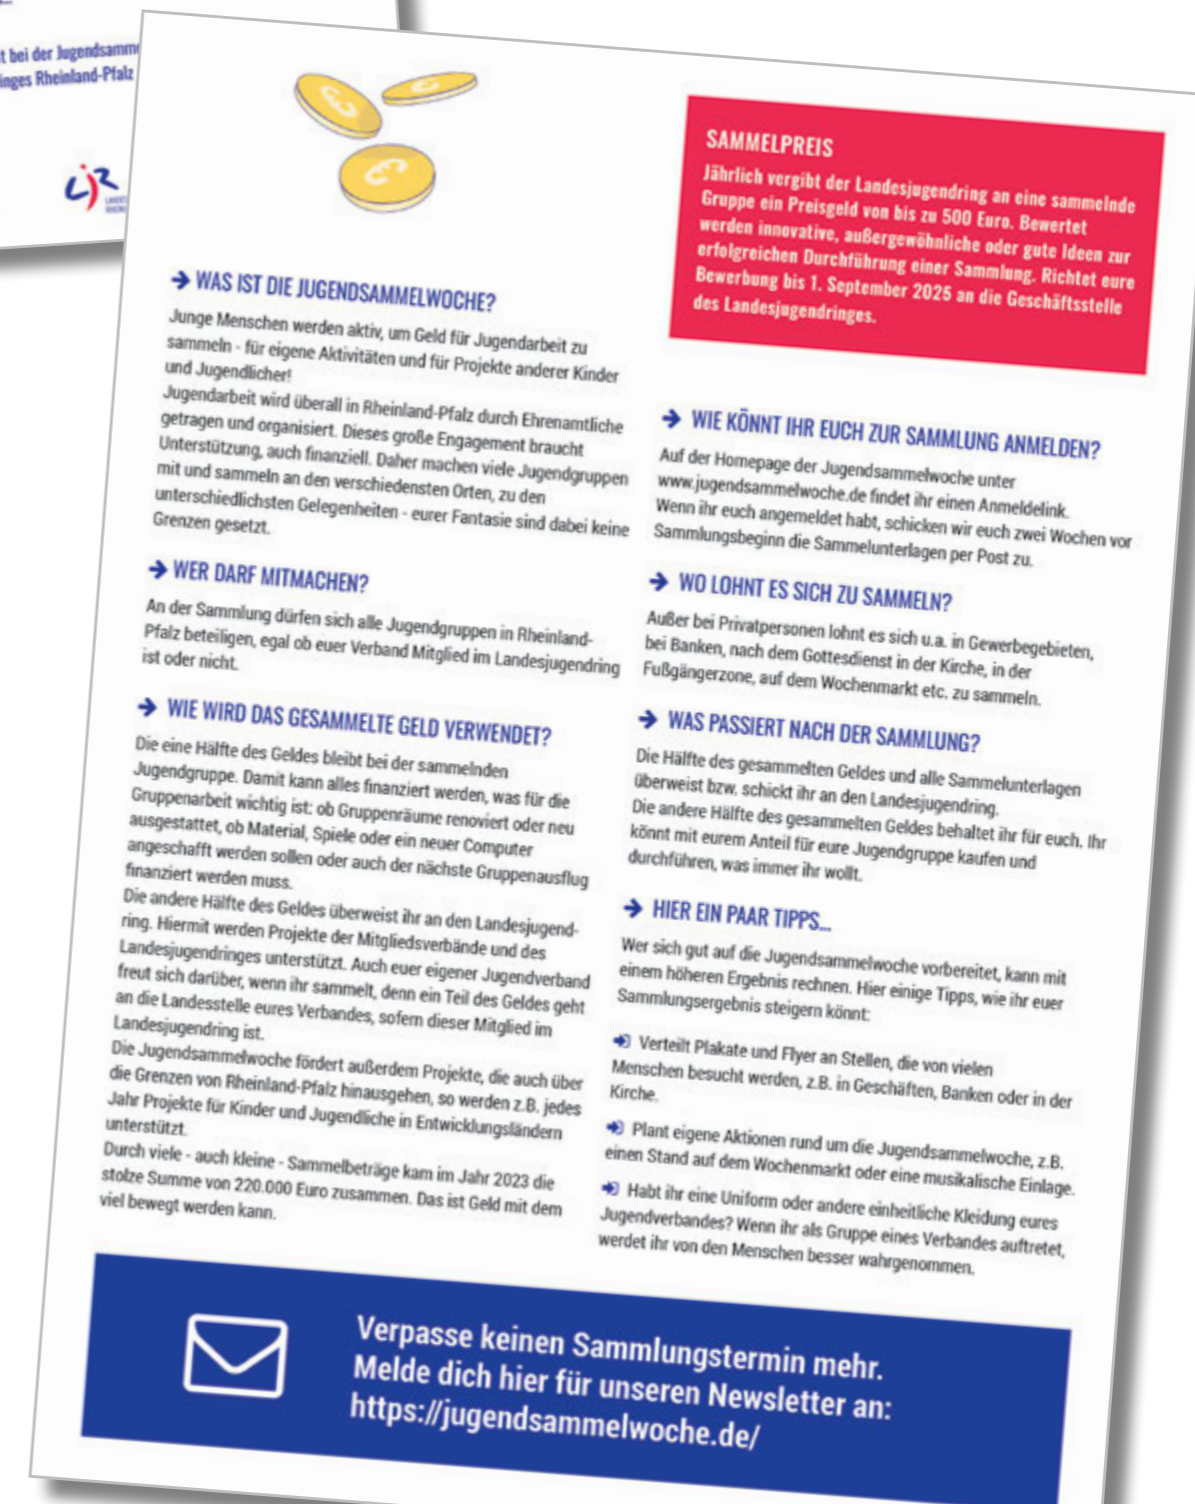 t bei der Jugendsamm
inges Rheinland-Pfalz
SAMMELPREIS
Jährlich vergibt der Landesjugendring an eine sammelnde
Gruppe ein Preisgeld von bis zu 500 Euro. Bewertet
werden innovative, außergewöhnliche oder gute Ideen zur
erfolgreichen Durchführung einer Sammlung. Richtet eure
Bewerbung bis 1. September 2025 an die Geschäftsstelle
des Landesjugendringes.
WAS IST DIE JUGENDSAMMELWOCHE?
Junge Menschen werden aktiv, um Geld für Jugendarbeit zu
sammeln - für eigene Aktivitäten und für Projekte anderer Kinder
und Jugendlicher!
Jugendarbeit wird überall in Rheinland-Pfalz durch Ehrenamtliche
getragen und organisiert. Dieses große Engagement braucht
Unterstützung, auch finanziell. Daher machen viele Jugendgruppen
mit und sammeln an den verschiedensten Orten, zu den
unterschiedlichsten Gelegenheiten - eurer Fantasie sind dabei keine
Grenzen gesetzt.
WER DARF MITMACHEN?
An der Sammlung dürfen sich alle Jugendgruppen in Rheinland-
Pfalz beteiligen, egal ob euer Verband Mitglied im Landesjugendring
ist oder nicht.
WIE WIRD DAS GESAMMELTE GELD VERWENDET?
Die eine Hälfte des Geldes bleibt bei der sammelnden
Jugendgruppe. Damit kann alles finanziert werden, was für die
Gruppenarbeit wichtig ist: ob Gruppenräume renoviert oder neu
ausgestattet, ob Material, Spiele oder ein neuer Computer
angeschafft werden sollen oder auch der nächste Gruppenausflug
finanziert werden muss.
Die andere Hälfte des Geldes überweist ihr an den Landesjugend-
ring. Hiermit werden Projekte der Mitgliedsverbände und des
Landesjugendringes unterstützt. Auch euer eigener Jugendverband
freut sich darüber, wenn ihr sammelt, denn ein Teil des Geldes geht
an die Landesstelle eures Verbandes, sofern dieser Mitglied im
Landesjugendring ist.
Die Jugendsammelwoche fördert außerdem Projekte, die auch über
die Grenzen von Rheinland-Pfalz hinausgehen, so werden z.B. jedes
Jahr Projekte für Kinder und Jugendliche in Entwicklungsländern
unterstützt.
Durch viele - auch kleine - Sammelbeträge kam im Jahr 2023 die
stolze Summe von 220.000 Euro zusammen. Das ist Geld mit dem
viel bewegt werden kann.
WIE KÖNNT IHR EUCH ZUR SAMMLUNG ANMELDEN?
Auf der Homepage der Jugendsammelwoche unter
www.jugendsammelwoche.de findet ihr einen Anmeldelink.
Wenn ihr euch angemeldet habt, schicken wir euch zwei Wochen vor
Sammlungsbeginn die Sammelunterlagen per Post zu.
WO LOHNT ES SICH ZU SAMMELN?
Außer bei Privatpersonen lohnt es sich u.a. in Gewerbegebieten,
bei Banken, nach dem Gottesdienst in der Kirche, in der
Fußgängerzone, auf dem Wochenmarkt etc. zu sammeln.
WAS PASSIERT NACH DER SAMMLUNG?
Die Hälfte des gesammelten Geldes und alle Sammelunterlagen
überweist bzw. schickt ihr an den Landesjugendring.
Die andere Hälfte des gesammelten Geldes behaltet ihr für euch. Ihr
könnt mit eurem Anteil für eure Jugendgruppe kaufen und
durchführen, was immer ihr wollt.
HIER EIN PAAR TIPPS...
Wer sich gut auf die Jugendsammelwoche vorbereitet, kann mit
einem höheren Ergebnis rechnen. Hier einige Tipps, wie ihr euer
Sammlungsergebnis steigern könnt:
Verteilt Plakate und Flyer an Stellen, die von vielen
Menschen besucht werden, z.B. in Geschäften, Banken oder in der
Kirche.
Plant eigene Aktionen rund um die Jugendsammelwoche, z.B.
einen Stand auf dem Wochenmarkt oder eine musikalische Einlage.
Habt ihr eine Uniform oder andere einheitliche Kleidung eures
Jugendverbandes? Wenn ihr als Gruppe eines Verbandes auftretet,
werdet ihr von den Menschen besser wahrgenommen.
Verpasse keinen Sammlungstermin mehr.
Melde dich hier für unseren Newsletter an:
https://jugendsammelwoche.de/